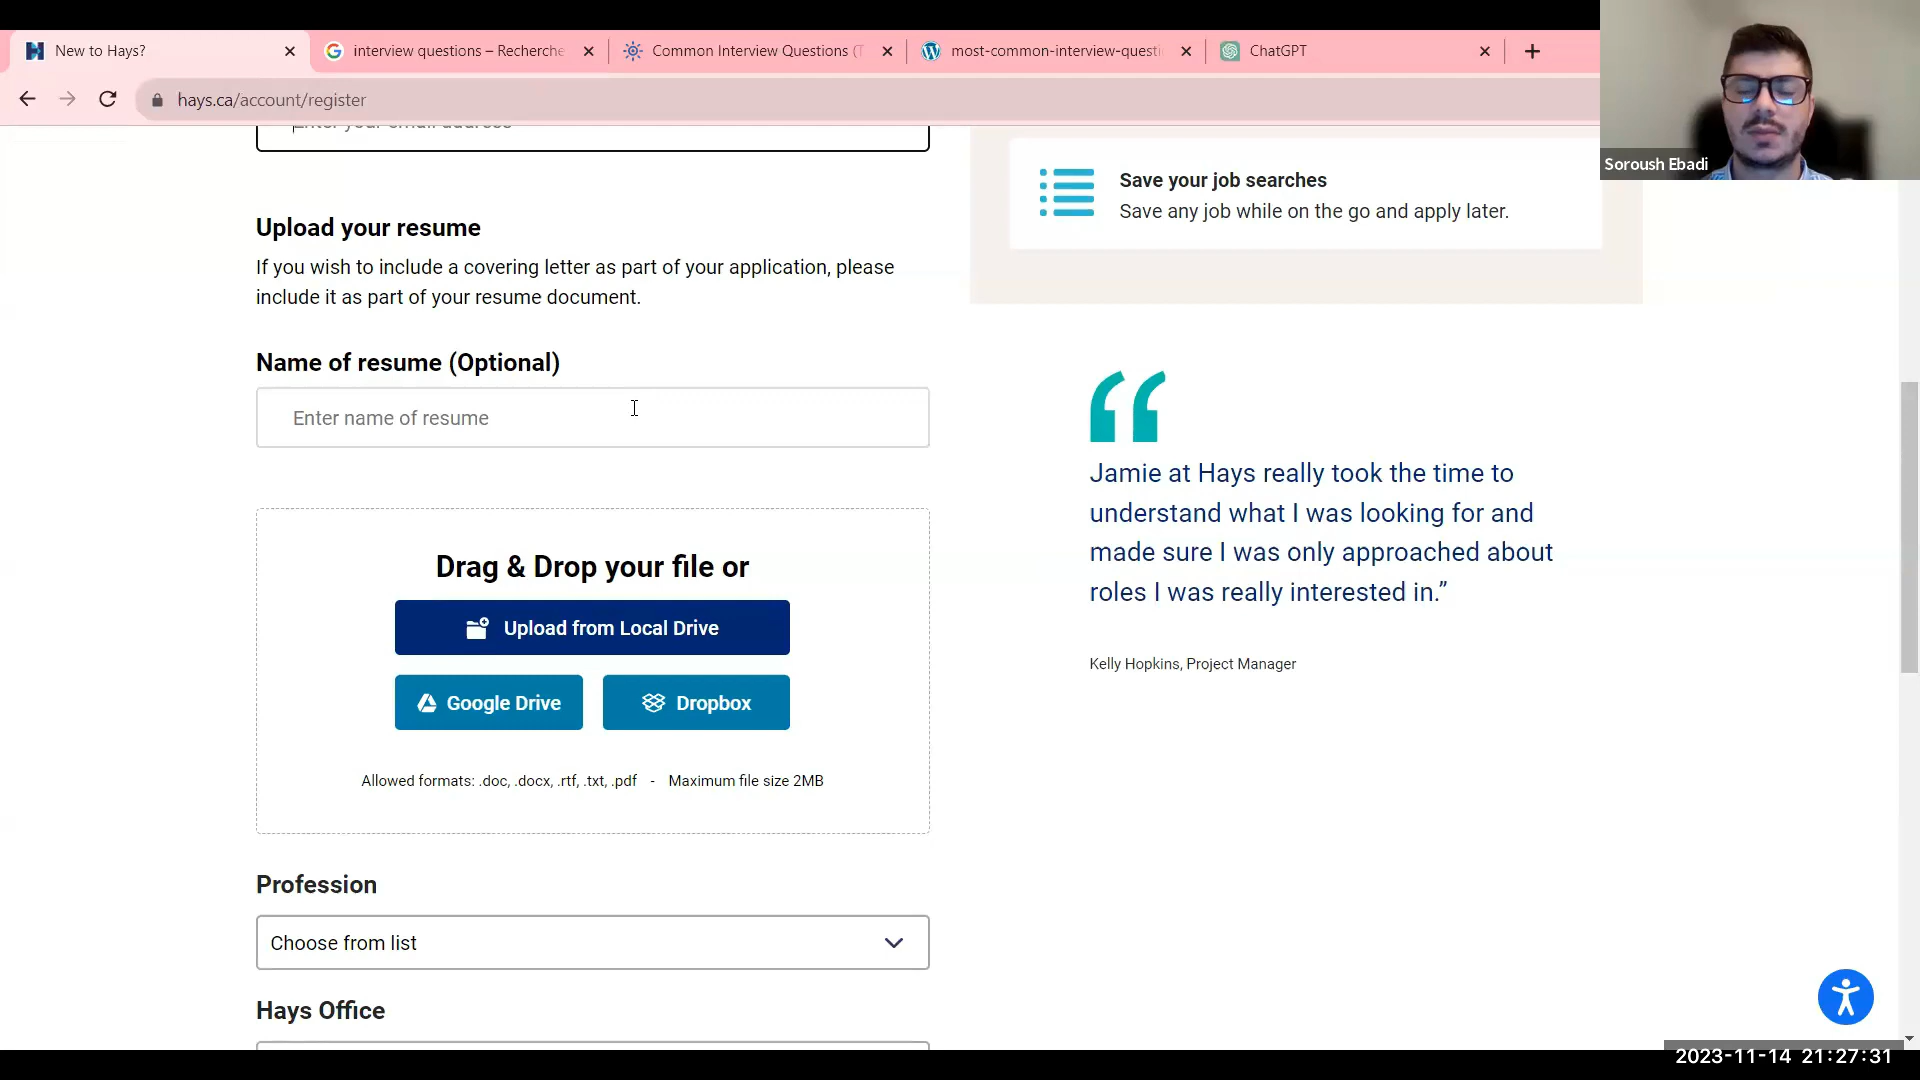 New to Hays?
interview questions – Recherche
Common Interview Questions (T
most-common-interview-questi
ChatGPT
hays.ca/account/register
Enter your email address
Soroush Ebadi
Save your job searches
Save any job while on the go and apply later.
Upload your resume
If you wish to include a covering letter as part of your application, please
include it as part of your resume document.
Name of resume (Optional)
Enter name of resume
Jamie at Hays really took the time to
understand what I was looking for and
made sure I was only approached about
roles I was really interested in.”
Kelly Hopkins, Project Manager
Drag & Drop your file or
Upload from Local Drive
Google Drive
Dropbox
Allowed formats: .doc, .docx, .rtf, .txt, .pdf - Maximum file size 2MB
Profession
Choose from list
Hays Office
2023-11-14 21:27:31